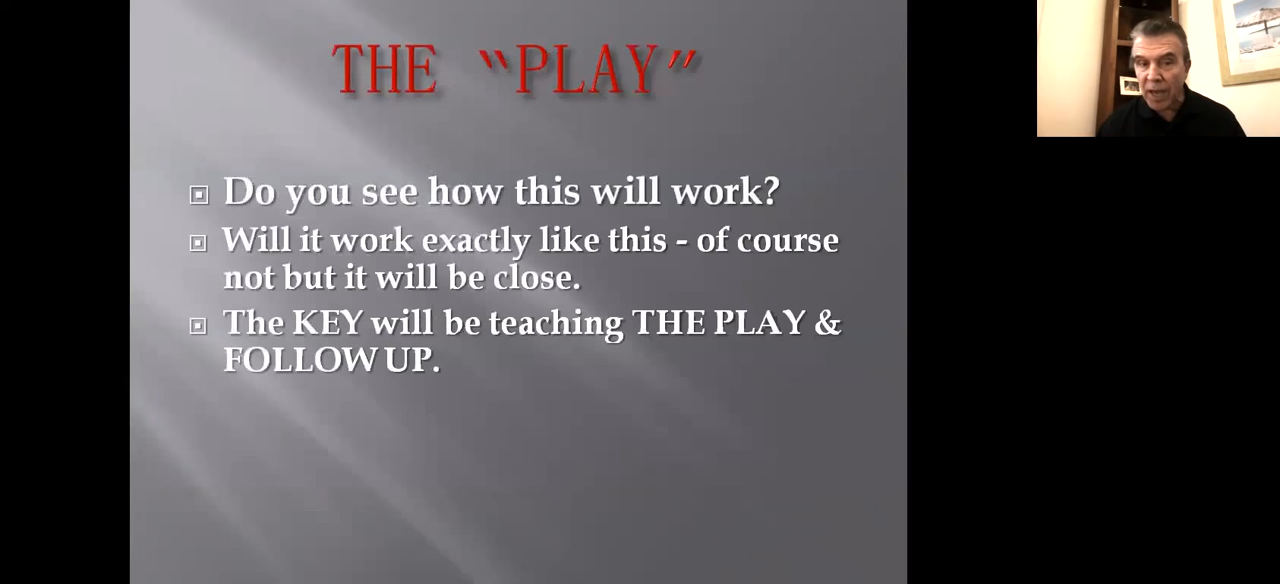 THE “PLAY”
Do you see how this will work?
Will it work exactly like this - of course
not but it will be close.
The KEY will be teaching THE PLAY &
FOLLOW UP.